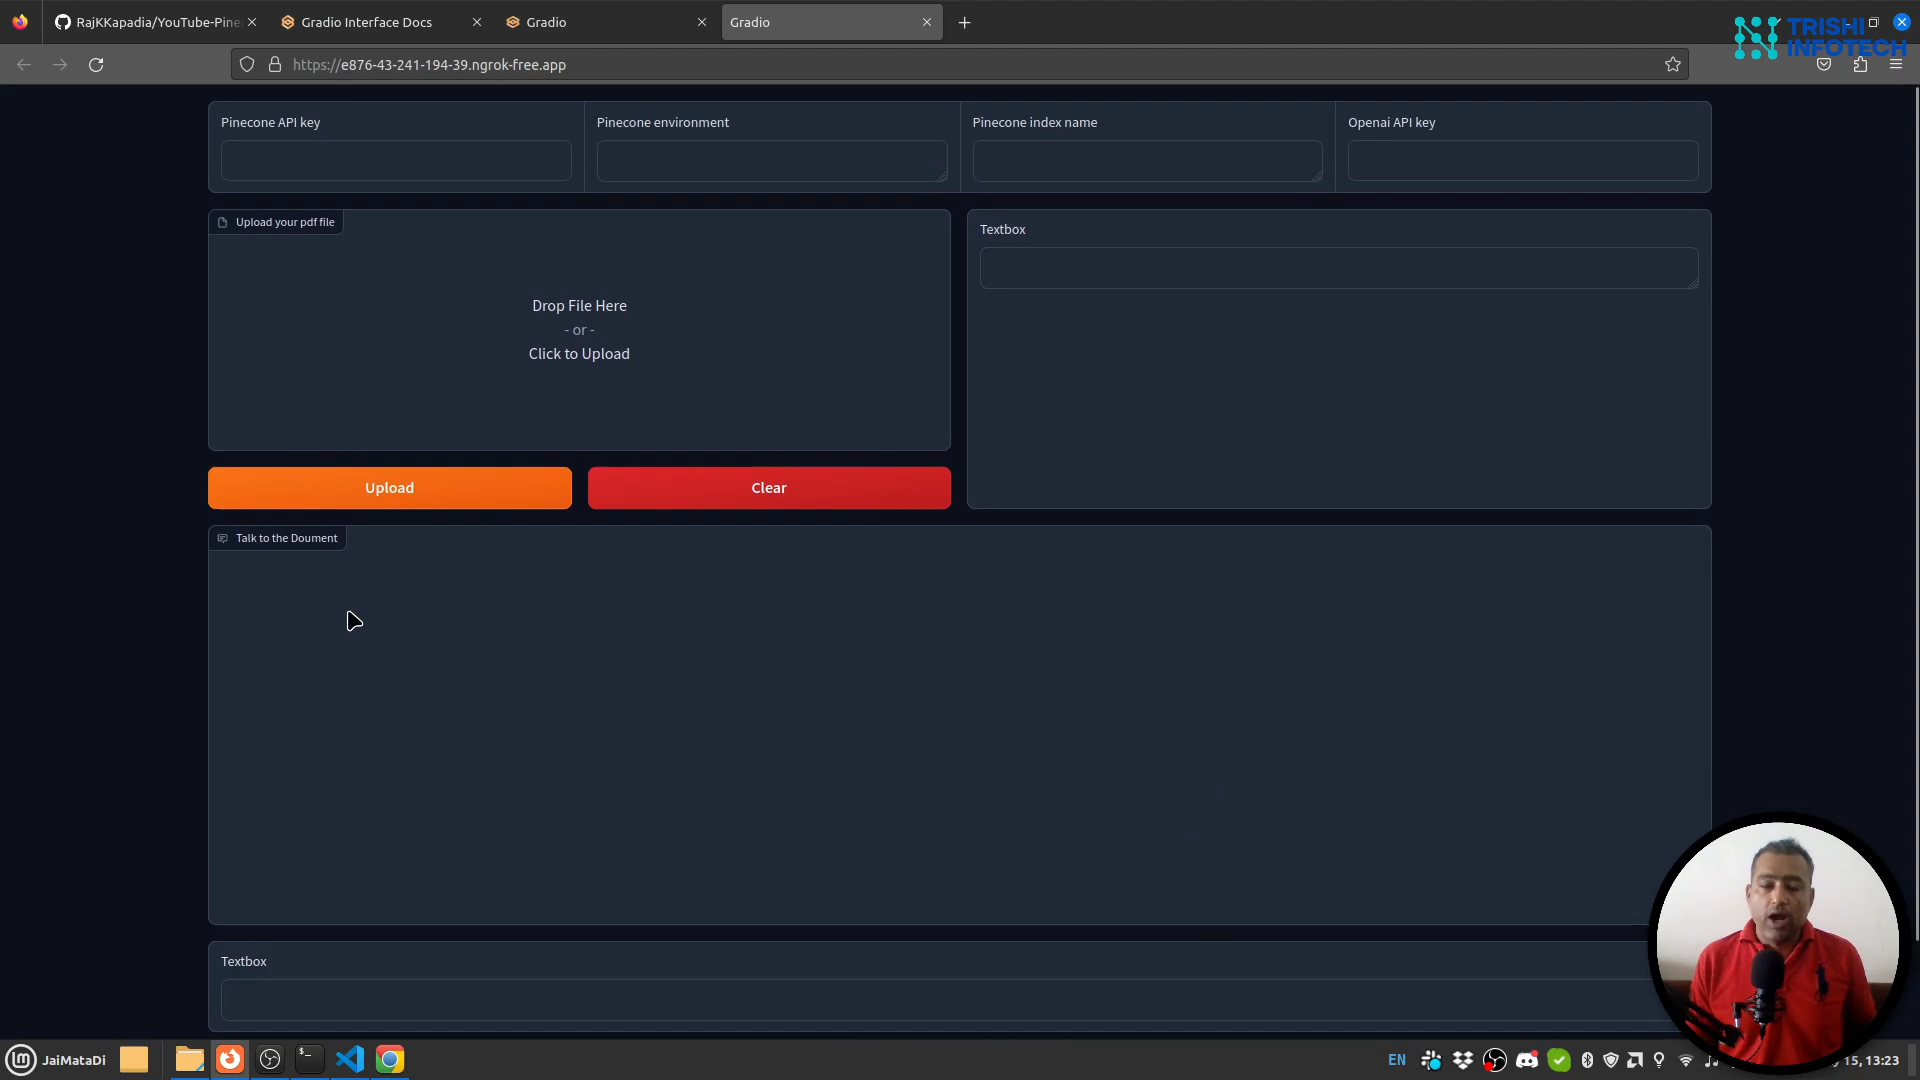 RajKKapadia/YouTube-Pine
Gradio Interface Docs
Gradio
Gradio
TRISHI
INFOTECH
https://e876-43-241-194-39.ngrok-free.app
Pinecone API key
Pinecone environment
Pinecone index name
Openai API key
Upload your pdf file
Drop File Here
- or -
Click to Upload
Textbox
Upload
Clear
Talk to the Doument
Textbox
JaiMataDi
EN
15, 13:23